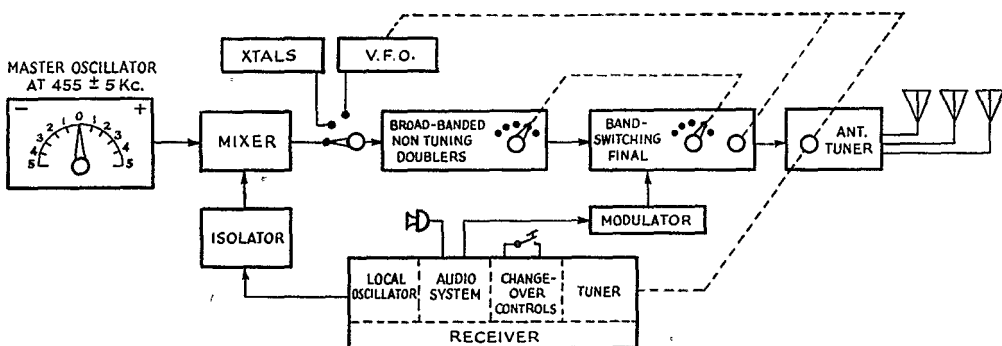 XTALS
V.F.O.
MASTER OSCILLATOR
AT 455 ± 5 Kc.
− +
5 4 3 2 1 0 1 2 3 4 5
MIXER
BROAD-BANDED
NON TUNING
DOUBLERS
BAND-
SWITCHING
FINAL
ANT.
TUNER
ISOLATOR
MODULATOR
LOCAL
OSCILLATOR
AUDIO
SYSTEM
CHANGE-
OVER
CONTROLS
TUNER
RECEIVER